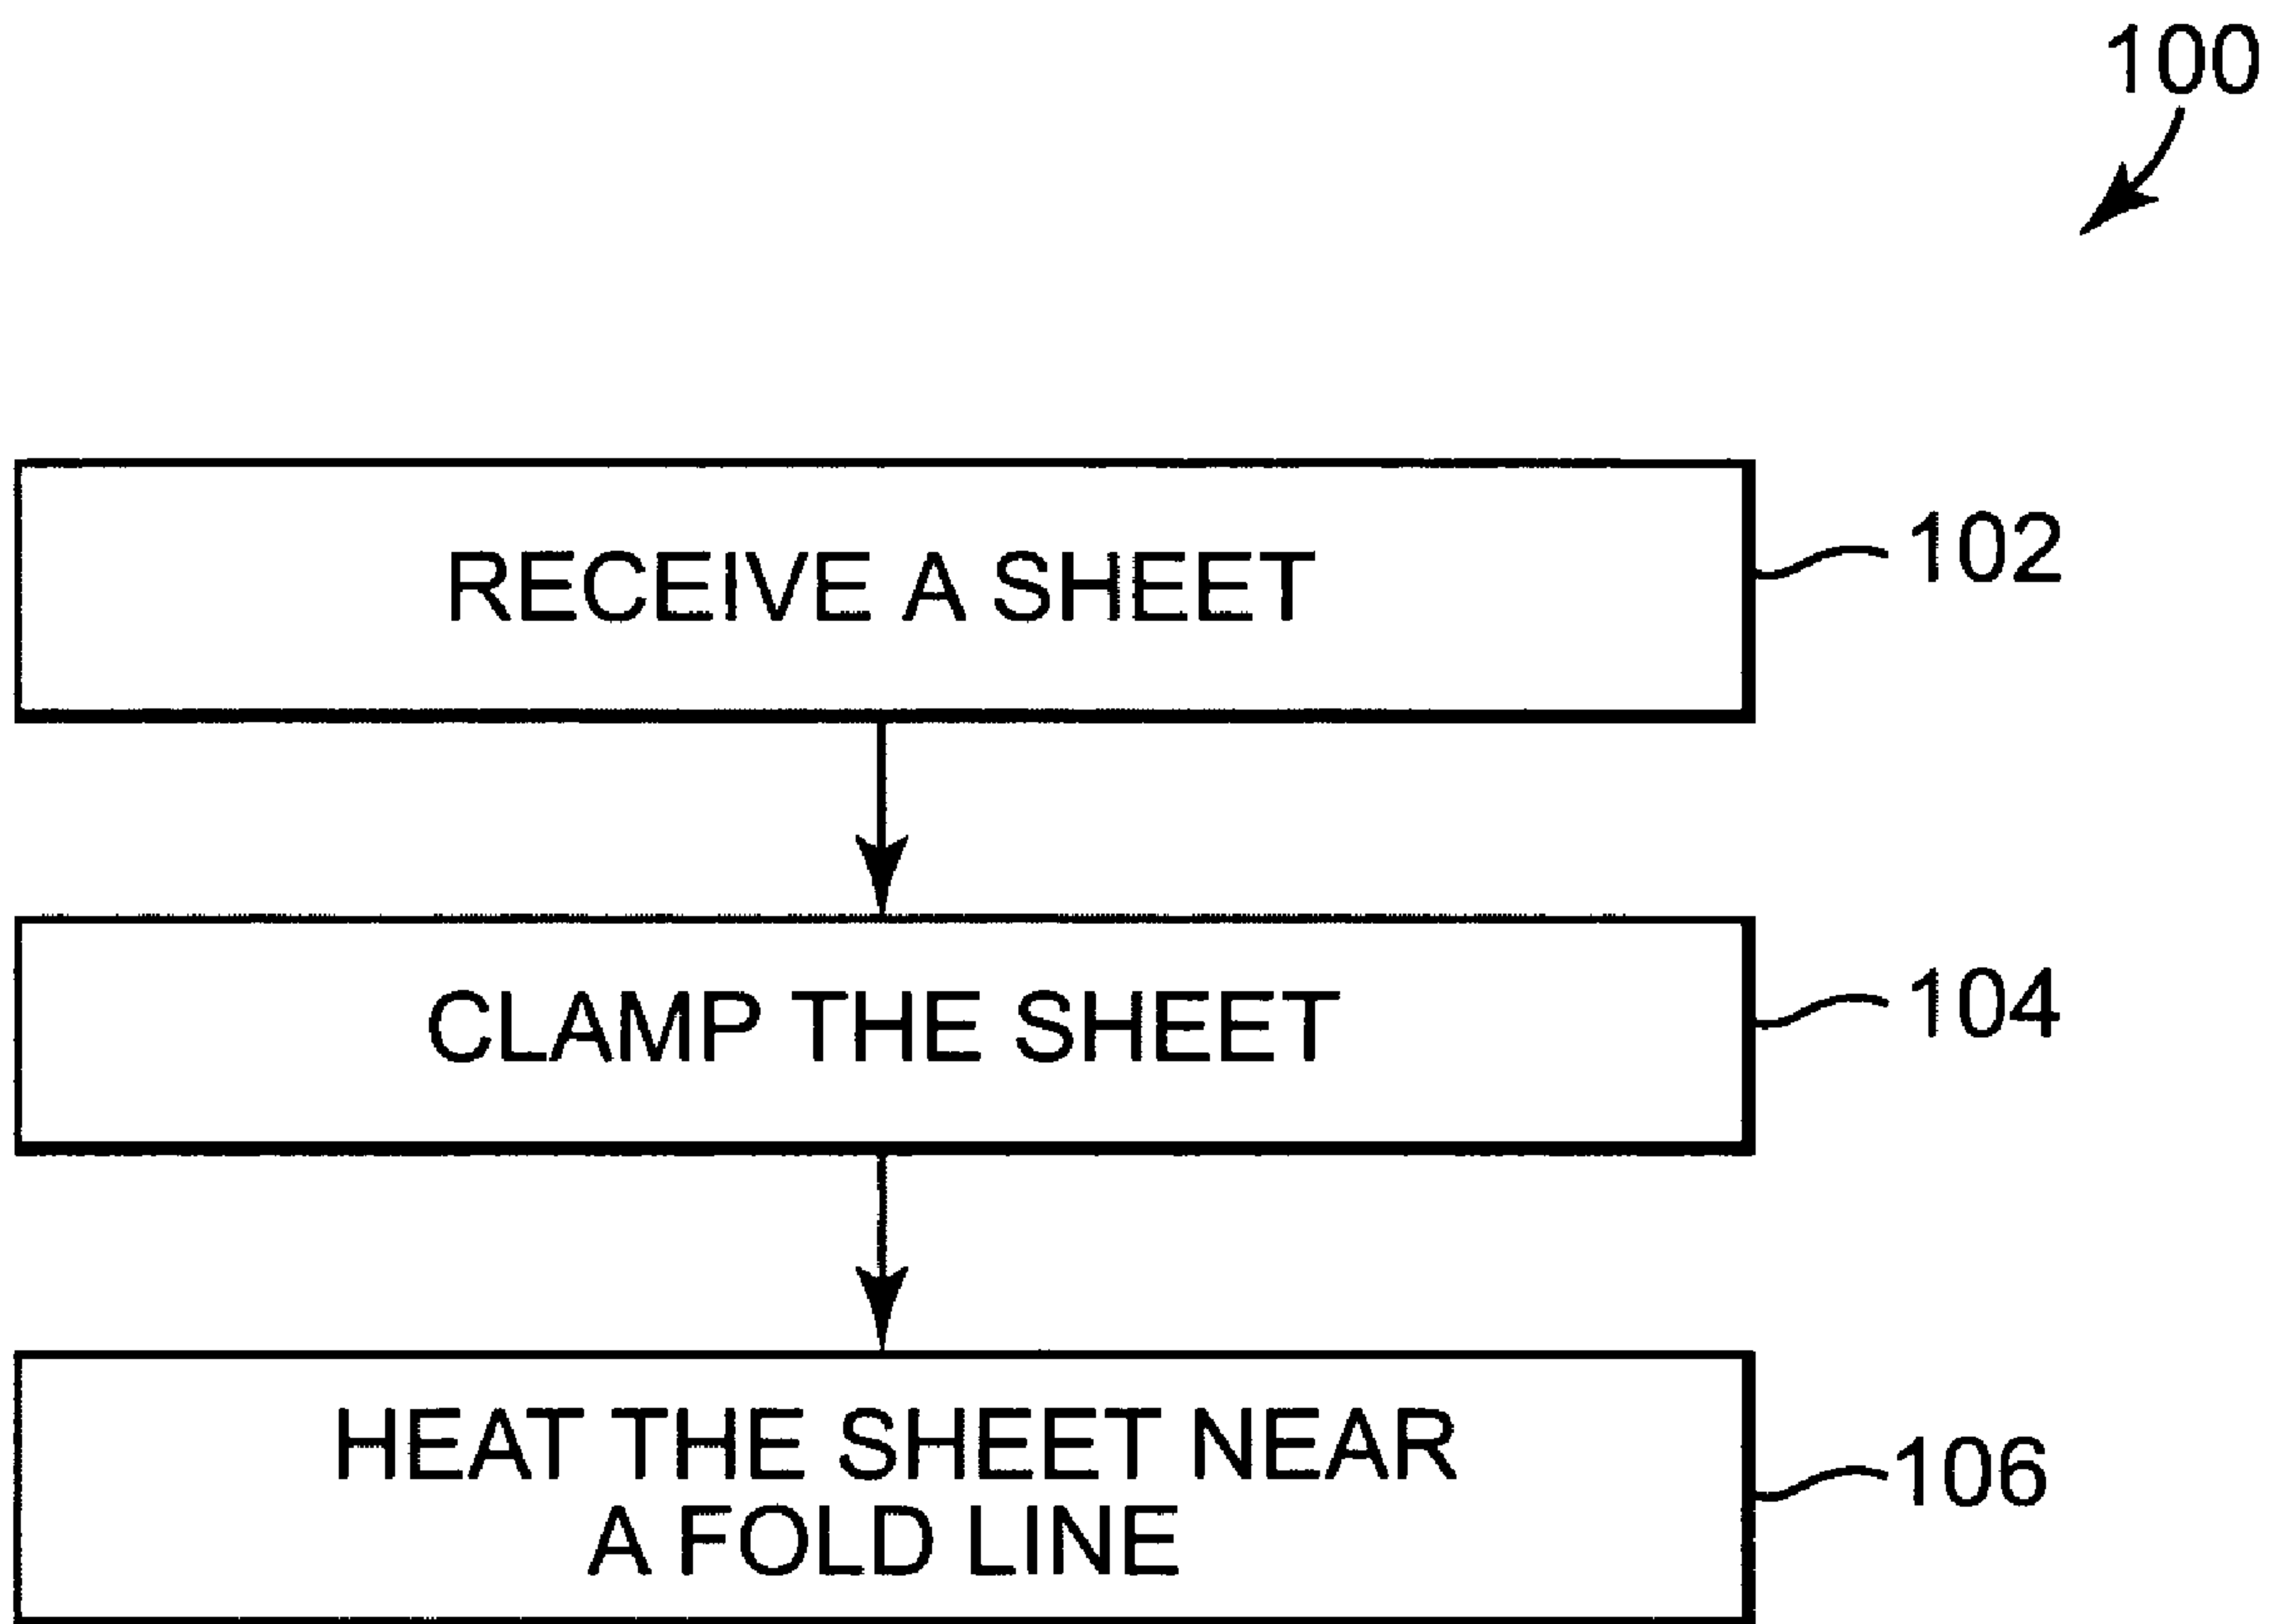 100
RECEIVE A SHEET
102
CLAMP THE SHEET
104
HEAT THE SHEET NEAR
A FOLD LINE
106